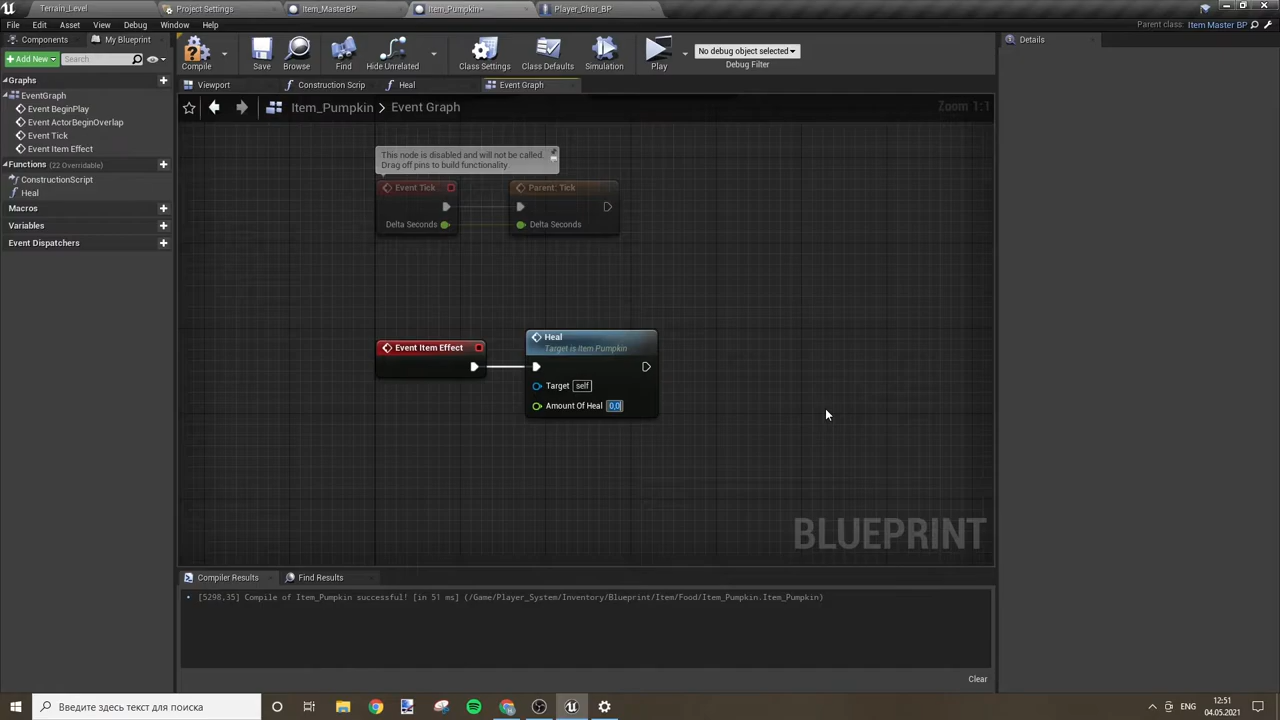 Terrain_Level
Project Settings
Item_MasterBP
Item_Pumpkin*
Player_Char_BP
File
Edit
Asset
View
Debug
Window
Help
Parent class: Item Master BP
Components
My Blueprint
Add New
Search
Compile
Save
Browse
Find
Hide Unrelated
Class Settings
Class Defaults
Simulation
Play
No debug object selected
Debug Filter
Details
Graphs
EventGraph
Event BeginPlay
Event ActorBeginOverlap
Event Tick
Event Item Effect
Functions (22 Overridable)
ConstructionScript
Heal
Macros
Variables
Event Dispatchers
Viewport
Construction Scrip
Heal
Event Graph
Item_Pumpkin > Event Graph
Zoom 1:1
This node is disabled and will not be called.
Drag off pins to build functionality.
Event Tick
Delta Seconds
Parent: Tick
Delta Seconds
Event Item Effect
Heal
Target is Item Pumpkin
Target self
Amount Of Heal 0,0
BLUEPRINT
Compiler Results
Find Results
[5298,35] Compile of Item_Pumpkin successful! [in 51 ms] (/Game/Player_System/Inventory/Blueprint/Item/Food/Item_Pumpkin.Item_Pumpkin)
Clear
Введите здесь текст для поиска
ENG
12:51
04.05.2021